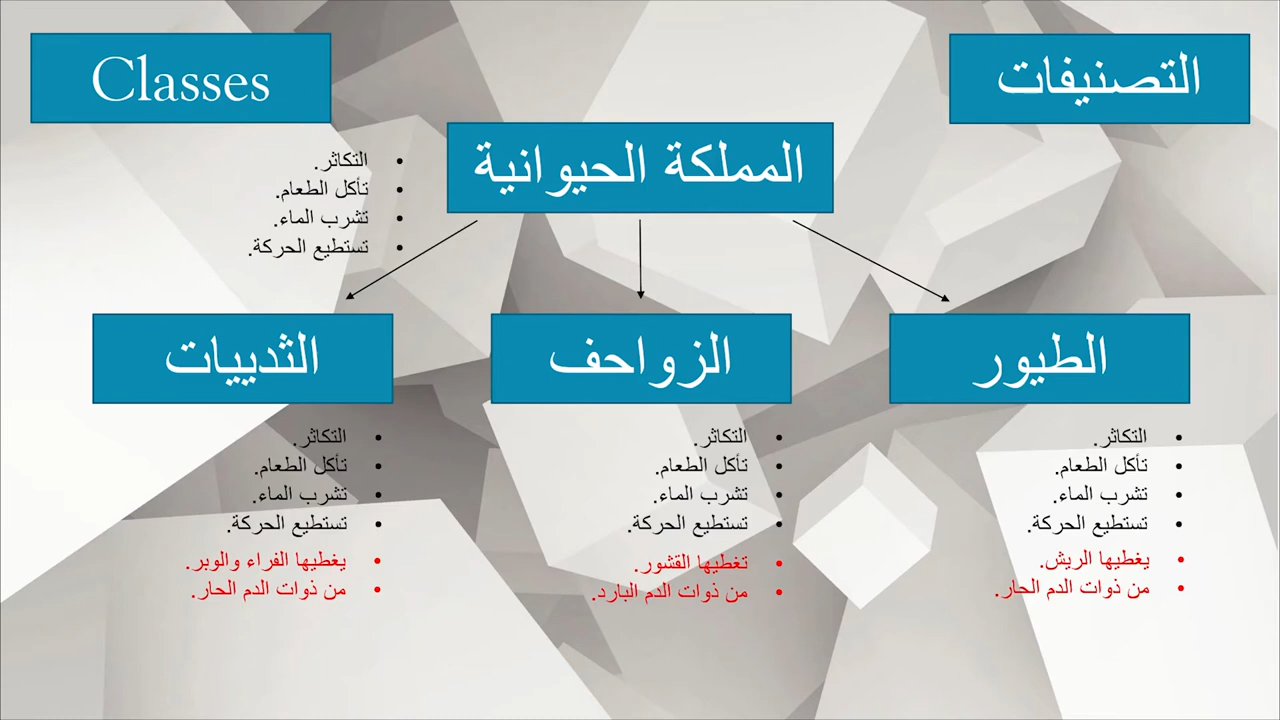 التصنيفات
Classes
المملكة الحيوانية
التكاثر.
تأكل الطعام.
تشرب الماء.
تستطيع الحركة.
الطيور
التكاثر.
تأكل الطعام.
تشرب الماء.
تستطيع الحركة.
يغطيها الريش.
من ذوات الدم الحار.
الزواحف
التكاثر.
تأكل الطعام.
تشرب الماء.
تستطيع الحركة.
تغطيها القشور.
من ذوات الدم البارد.
الثدييات
التكاثر.
تأكل الطعام.
تشرب الماء.
تستطيع الحركة.
يغطيها الفراء والوبر.
من ذوات الدم الحار.